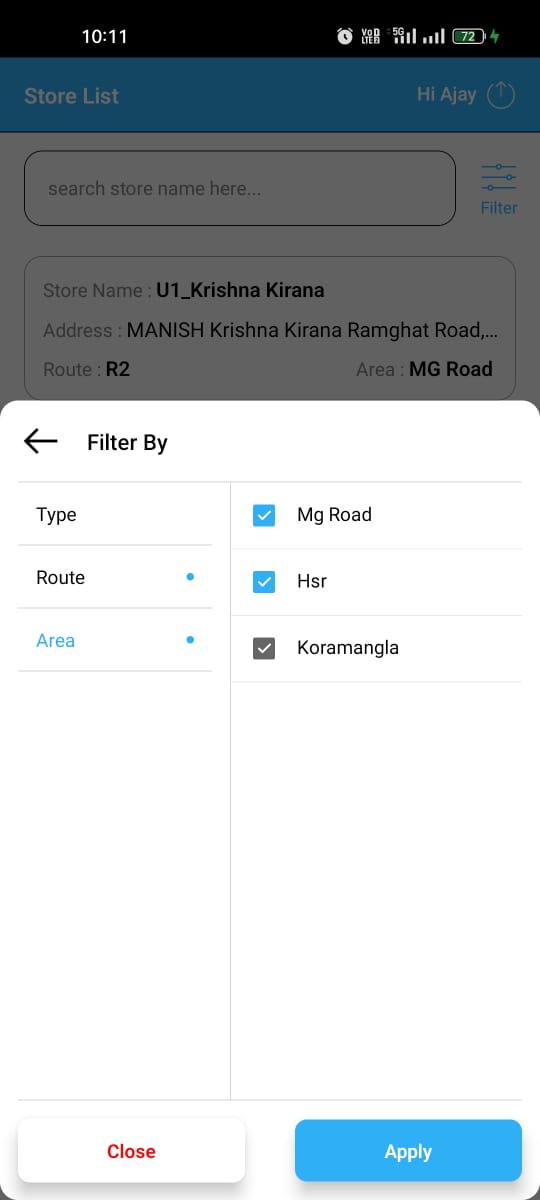 10:11
VoD
LTE2
5G
72
Store List
Hi Ajay
search store name here...
Filter
Store Name : U1_Krishna Kirana
Address : MANISH Krishna Kirana Ramghat Road,...
Route : R2
Area : MG Road
Filter By
Type
Mg Road
Route
Hsr
Area
Koramangla
Close
Apply